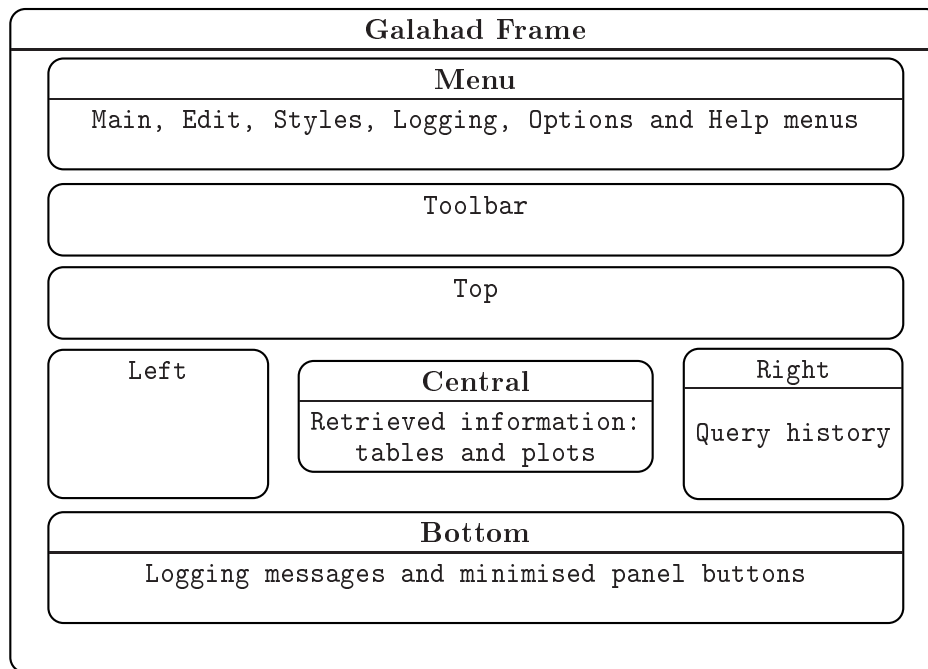 Galahad Frame
Menu
Main, Edit, Styles, Logging, Options and Help menus
Toolbar
Top
Left
Central
Retrieved information:
tables and plots
Right
Query history
Bottom
Logging messages and minimised panel buttons